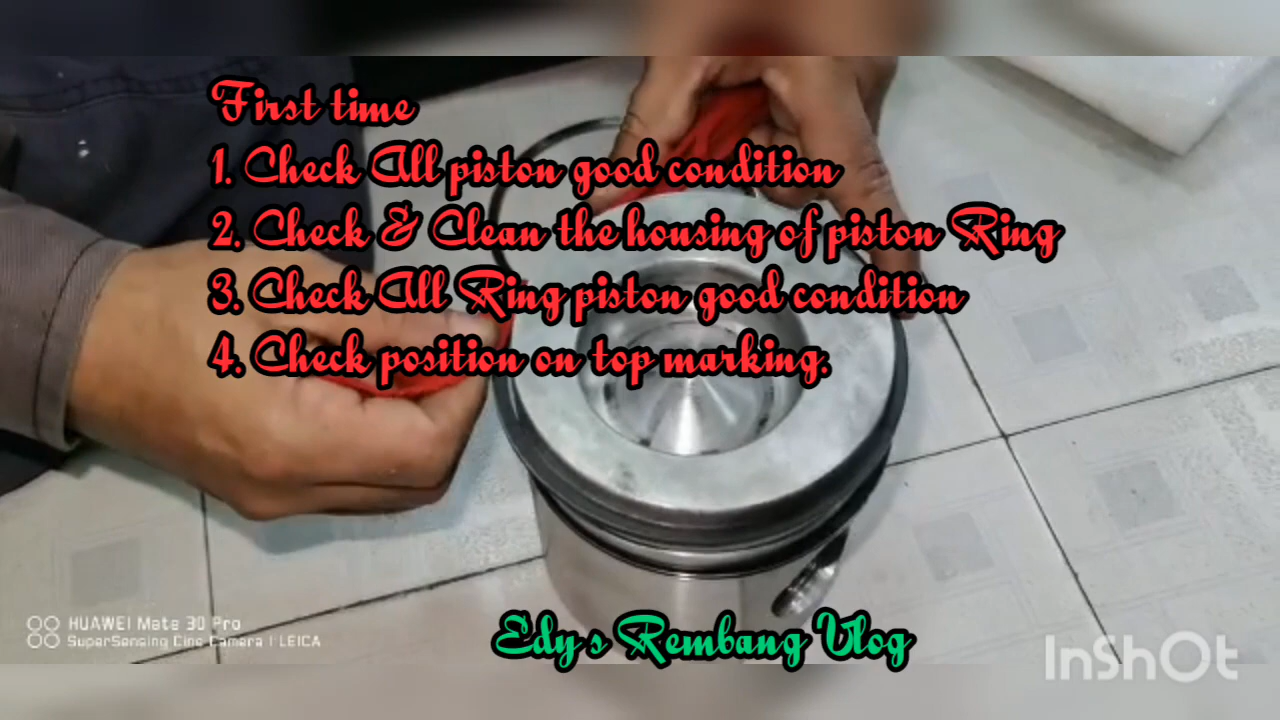 First time
1. Check All piston good condition
2. Check & Clean the housing of piston Ring
3. Check All Ring piston good condition
4. Check position on top marking.
HUAWEI Mate 30 Pro
SuperSensing Cine Camera | LEICA
Edy's Rembang Vlog
InShOt